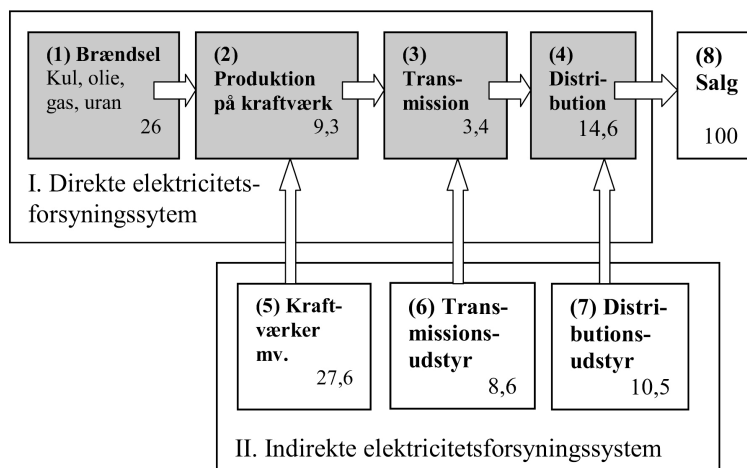 (1) Brændsel
Kul, olie,
gas, uran
26
(2)
Produktion
på kraftværk
9,3
(3)
Trans-
mission
3,4
(4)
Distri-
bution
14,6
(8)
Salg
100
I. Direkte elektricitets-
forsyningssytem
(5) Kraft-
værker
mv.
27,6
(6) Trans-
missions-
udstyr
8,6
(7) Distri-
butions-
udstyr
10,5
II. Indirekte elektricitetsforsyningssystem